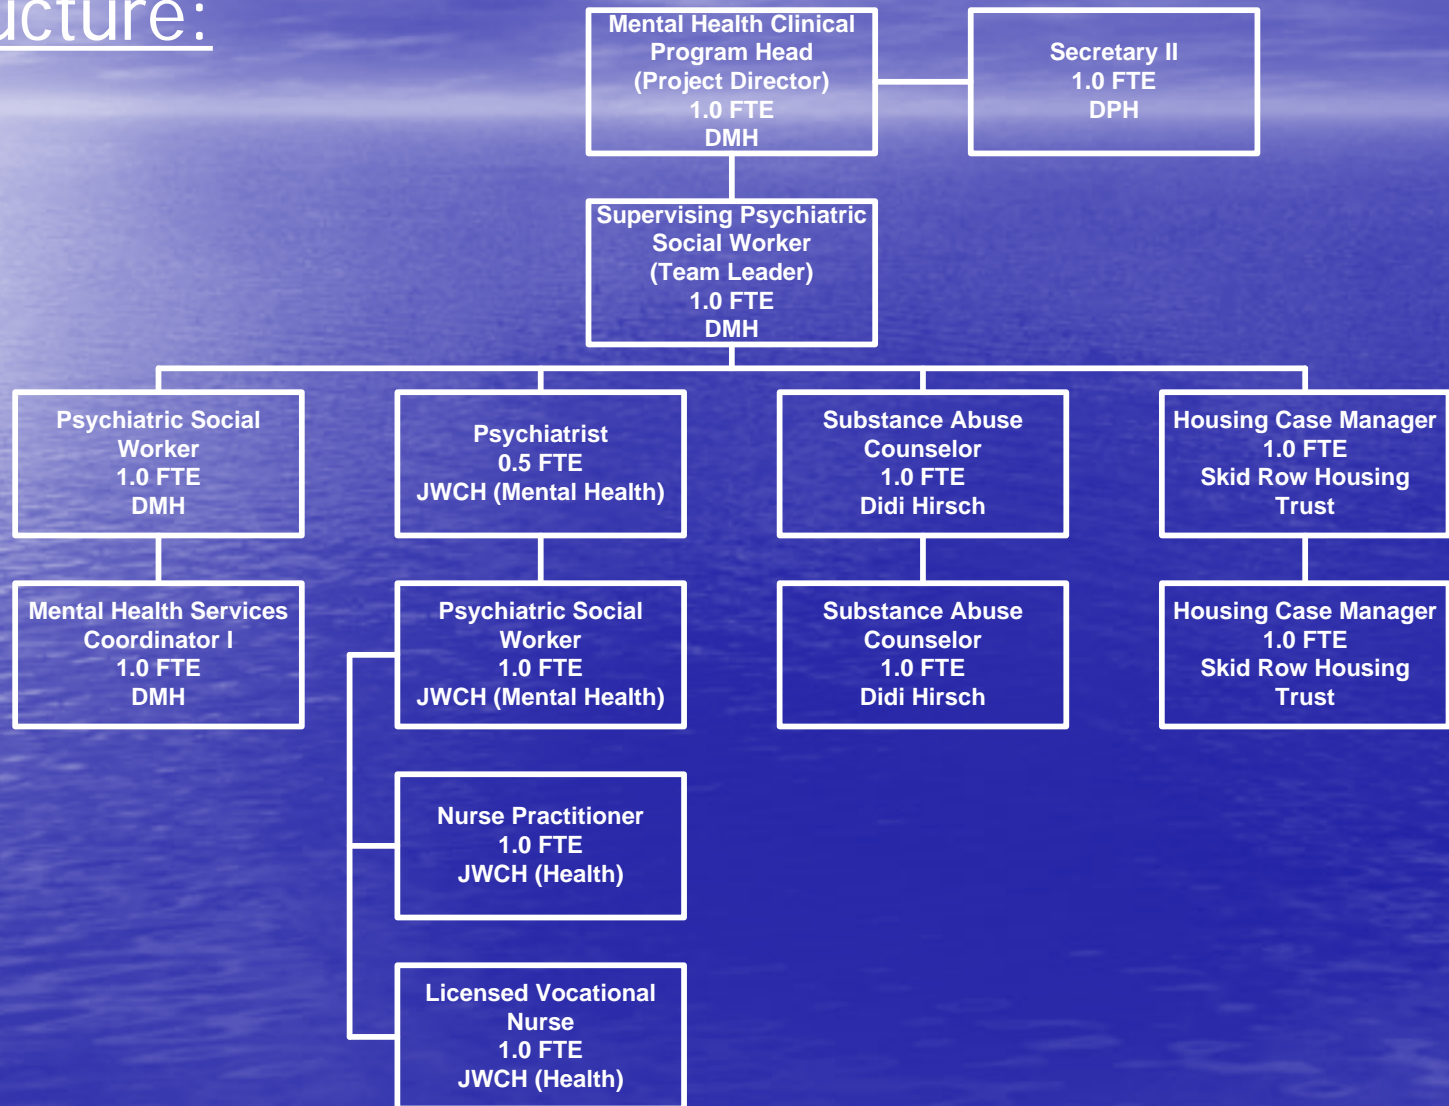 ucture:
Mental Health Clinical
Program Head
(Project Director)
1.0 FTE
DMH
Secretary II
1.0 FTE
DPH
Supervising Psychiatric
Social Worker
(Team Leader)
1.0 FTE
DMH
Psychiatric Social
Worker
1.0 FTE
DMH
Psychiatrist
0.5 FTE
JWCH (Mental Health)
Substance Abuse
Counselor
1.0 FTE
Didi Hirsch
Housing Case Manager
1.0 FTE
Skid Row Housing
Trust
Mental Health Services
Coordinator I
1.0 FTE
DMH
Psychiatric Social
Worker
1.0 FTE
JWCH (Mental Health)
Substance Abuse
Counselor
1.0 FTE
Didi Hirsch
Housing Case Manager
1.0 FTE
Skid Row Housing
Trust
Nurse Practitioner
1.0 FTE
JWCH (Health)
Licensed Vocational
Nurse
1.0 FTE
JWCH (Health)